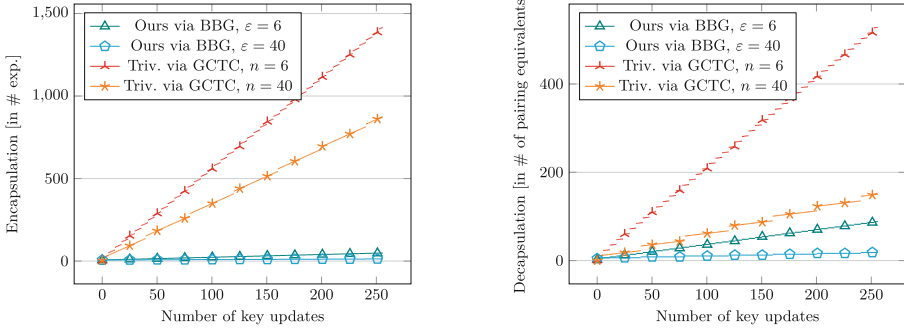 Encapsulation [in # exp.]
1,500
1,000
500
0
Ours via BBG, ε = 6
Ours via BBG, ε = 40
Triv. via GCTC, n = 6
Triv. via GCTC, n = 40
0 50 100 150 200 250
Number of key updates
Decapsulation [in # of pairing equivalents]
400
200
0
Ours via BBG, ε = 6
Ours via BBG, ε = 40
Triv. via GCTC, n = 6
Triv. via GCTC, n = 40
0 50 100 150 200 250
Number of key updates